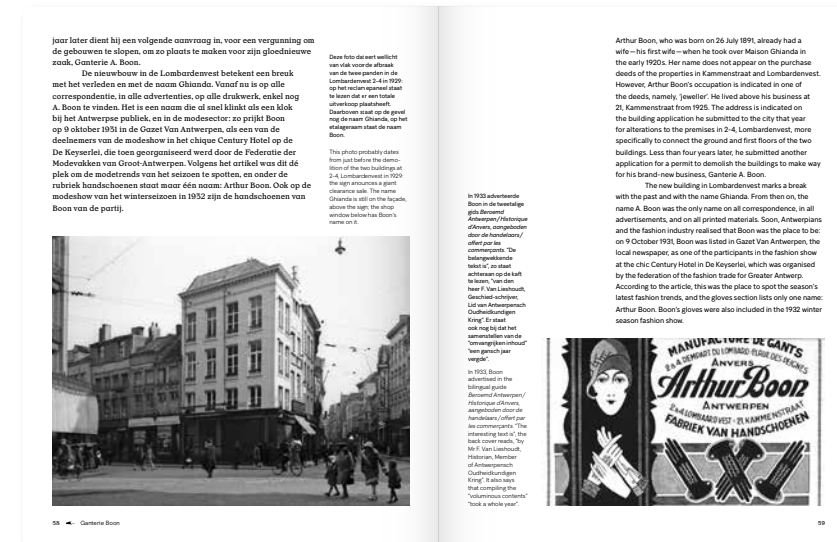 jaar later dient hij een volgende aanvraag in, voor een vergunning om
de gebouwen te slopen, om zo plaats te maken voor zijn gloednieuwe
zaak, Ganterie A. Boon.
De nieuwbouw in de Lombardenvest betekent een breuk
met het verleden en met de naam Ghianda. Vanaf nu is op alle
correspondentie, in alle advertenties, op alle drukwerk, enkel nog
A. Boon te vinden. Het is een naam die al snel klinkt als een klok
bij het Antwerpse publiek, en in de modesector: zo prijkt Boon
op 9 oktober 1931 in de Gazet Van Antwerpen, als een van de
deelnemers van de modeshow in het chique Century Hotel op de
De Keyserlei, die toen georganiseerd werd door de Federatie der
Modevakken van Groot-Antwerpen. Volgens het artikel was dit dé
plek om de modetrends van het seizoen te spotten, en onder de
rubriek handschoenen staat maar één naam: Arthur Boon. Ook op de
modeshow van het winterseizoen in 1932 zijn de handschoenen van
Boon van de partij.
Deze foto dateert wellicht
van vlak voor de afbraak
van de twee panden in de
Lombardenvest 2-4 in 1929:
op het reclamepaneel staat
te lezen dat er een totale
uitverkoop plaatsheeft.
Daarboven staat op de gevel
nog de naam Ghianda, op het
etalageraam staat de naam
Boon.
This photo probably dates
from just before the demo-
lition of the two buildings at
2-4, Lombardenvest in 1929:
the sign anounces a giant
clearance sale. The name
Ghianda is still on the façade,
above the sign; the shop
window below has Boon's
name on it.
58
Ganterie Boon
In 1933 adverteerde
Boon in de tweetalige
gids Beroemd
Antwerpen/Historique
d'Anvers, aangeboden
door de handelaars/
offert par les
commerçants. "De
belangwekkende
tekst is", zo staat
achteraan op de kaft
te lezen, "van den
heer F. Van Lieshoudt,
Geschied-schrijver,
Lid van Antwerpsch
Oudheidkundigen
Kring". Er staat
ook nog bij dat het
samenstellen van de
"omvangrijken inhoud"
"een gansch jaar
vergde".
In 1933, Boon
advertised in the
bilingual guide
Beroemd Antwerpen/
Historique d'Anvers,
aangeboden door de
handelaars/offert par
les commerçants. "The
interesting text is", the
back cover reads, "by
Mr F. Van Lieshoudt,
Historian, Member
of Antwerpensch
Oudheidkundigen
Kring". It also says
that compiling the
"voluminous contents"
"took a whole year".
Arthur Boon, who was born on 26 July 1891, already had a
wife—his first wife—when he took over Maison Ghianda in
the early 1920s. Her name does not appear on the purchase
deeds of the properties in Kammenstraat and Lombardenvest.
However, Arthur Boon's occupation is indicated in one of
the deeds, namely, 'jeweller'. He lived above his business at
21, Kammenstraat from 1925. The address is indicated on
the building application he submitted to the city that year
for alterations to the premises in 2-4, Lombardenvest, more
specifically to connect the ground and first floors of the two
buildings. Less than four years later, he submitted another
application for a permit to demolish the buildings to make way
for his brand-new business, Ganterie A. Boon.
The new building in Lombardenvest marks a break
with the past and with the name Ghianda. From then on, the
name A. Boon was the only name on all correspondence, in all
advertisements, and on all printed materials. Soon, Antwerpians
and the fashion industry realised that Boon was the place to be:
on 9 October 1931, Boon was listed in Gazet Van Antwerpen, the
local newspaper, as one of the participants in the fashion show
at the chic Century Hotel in De Keyserlei, which was organised
by the federation of the fashion trade for Greater Antwerp.
According to the article, this was the place to spot the season's
latest fashion trends, and the gloves section lists only one name:
Arthur Boon. Boon's gloves were also included in the 1932 winter
season fashion show.
MANUFACTURE DE GANTS
2&4 REMPART DU LOMBARD·21, RUE DES PEIGNES
ANVERS
Arthur Boon
ANTWERPEN
2&4 LOMBAARDVEST·21, KAMMENSTRAAT
FABRIEK VAN HANDSCHOENEN
59